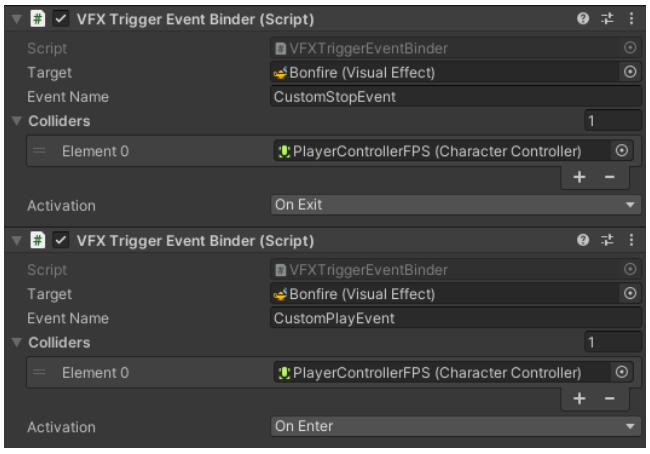 VFX Trigger Event Binder (Script)
Script VFXTriggerEventBinder
Target Bonfire (Visual Effect)
Event Name CustomStopEvent
Colliders 1
Element 0 PlayerControllerFPS (Character Controller)
+ −
Activation On Exit
VFX Trigger Event Binder (Script)
Script VFXTriggerEventBinder
Target Bonfire (Visual Effect)
Event Name CustomPlayEvent
Colliders 1
Element 0 PlayerControllerFPS (Character Controller)
+ −
Activation On Enter